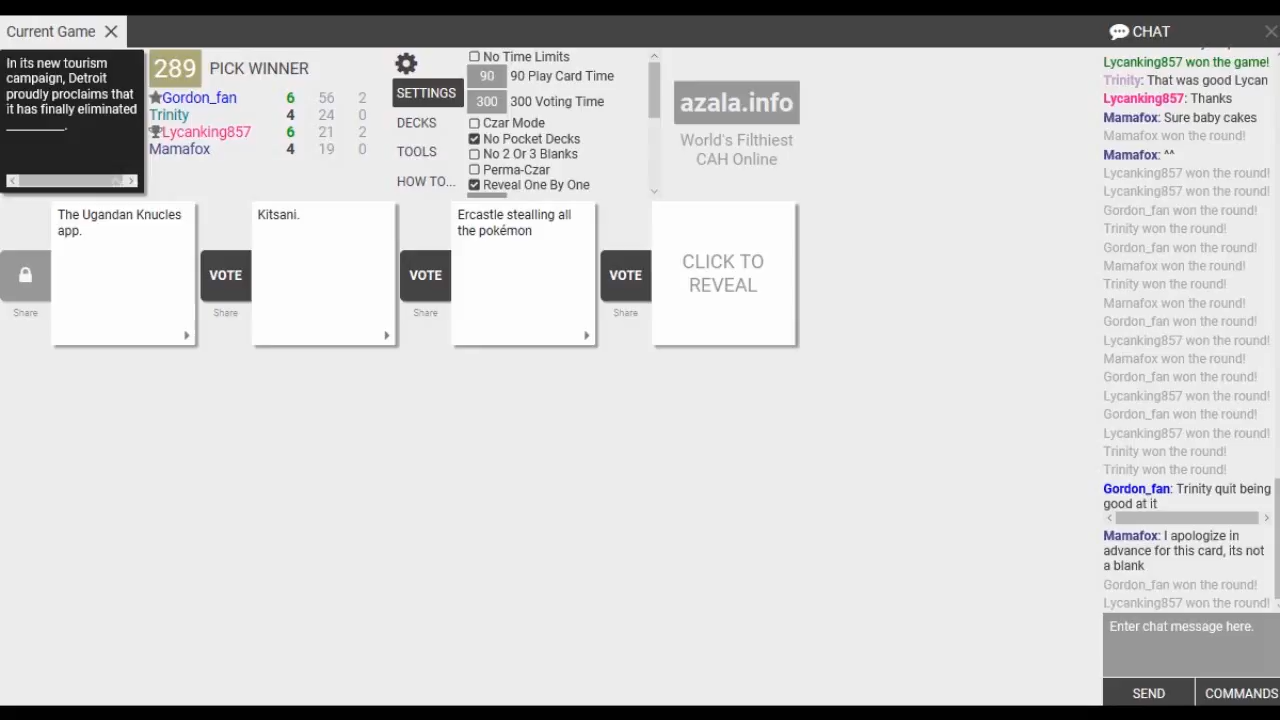 Current Game
CHAT
In its new tourism
campaign, Detroit
proudly proclaims that
it has finally eliminated
_________.
289 PICK WINNER
Gordon_fan 6 56 2
Trinity 4 24 0
Lycanking857 6 21 2
Mamafox 4 19 0
SETTINGS
DECKS
TOOLS
HOW TO...
No Time Limits
90 90 Play Card Time
300 300 Voting Time
Czar Mode
No Pocket Decks
No 2 Or 3 Blanks
Perma-Czar
Reveal One By One
azala.info
World's Filthiest
CAH Online
The Ugandan Knucles
app.
Share
VOTE
Share
Kitsani.
VOTE
Share
Ercastle stealling all
the pokémon
VOTE
Share
CLICK TO
REVEAL
Lycanking857 won the game!
Trinity: That was good Lycan
Lycanking857: Thanks
Mamafox: Sure baby cakes
Mamafox won the round!
Mamafox: ^^
Lycanking857 won the round!
Lycanking857 won the round!
Gordon_fan won the round!
Trinity won the round!
Gordon_fan won the round!
Mamafox won the round!
Trinity won the round!
Mamafox won the round!
Gordon_fan won the round!
Lycanking857 won the round!
Mamafox won the round!
Gordon_fan won the round!
Lycanking857 won the round!
Gordon_fan won the round!
Lycanking857 won the round!
Trinity won the round!
Trinity won the round!
Gordon_fan: Trinity quit being
good at it
Mamafox: I apologize in
advance for this card, its not
a blank
Gordon_fan won the round!
Lycanking857 won the round!
Enter chat message here.
SEND
COMMANDS